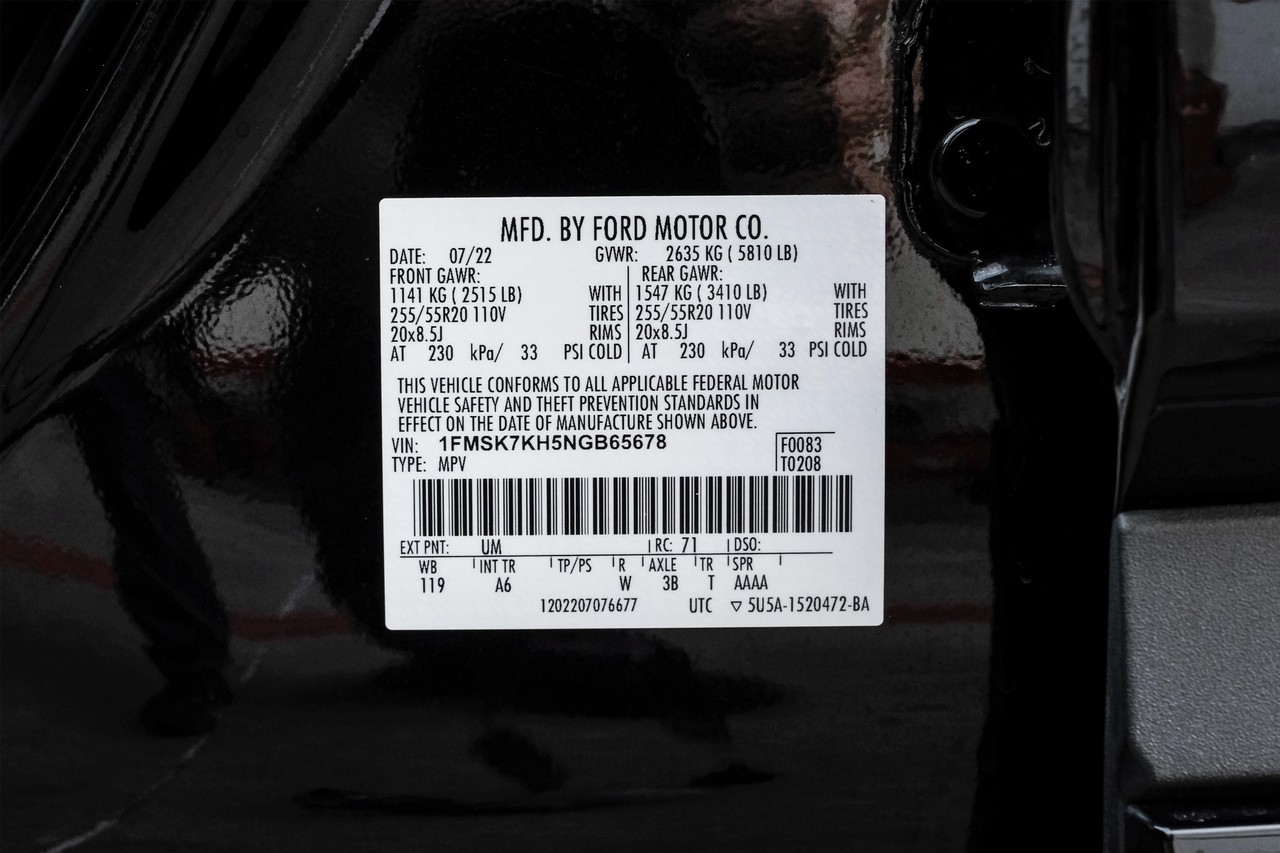 MFD. BY FORD MOTOR CO.
DATE: 07/22 GVWR: 2635 KG ( 5810 LB)
FRONT GAWR: REAR GAWR:
1141 KG ( 2515 LB) WITH 1547 KG ( 3410 LB) WITH
255/55R20 110V TIRES 255/55R20 110V TIRES
20x8.5J RIMS 20x8.5J RIMS
AT 230 kPa/ 33 PSI COLD AT 230 kPa/ 33 PSI COLD
THIS VEHICLE CONFORMS TO ALL APPLICABLE FEDERAL MOTOR
VEHICLE SAFETY AND THEFT PREVENTION STANDARDS IN
EFFECT ON THE DATE OF MANUFACTURE SHOWN ABOVE.
VIN: 1FMSK7KH5NGB65678 F0083
TYPE: MPV T0208
EXT PNT: UM RC: 71 DSO:
WB INT TR TP/PS R AXLE TR SPR
119 A6 W 3B T AAAA
1202207076677 UTC ▽ 5U5A-1520472-BA